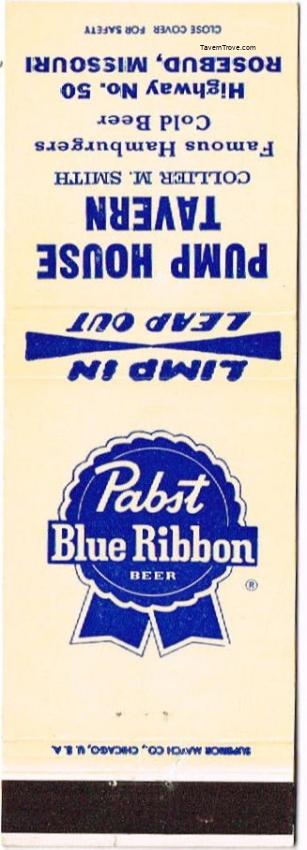 TavernTrove.com
Pabst
Blue Ribbon
BEER
®
LIMP IN
LEAP OUT
PUMP HOUSE
TAVERN
COLLIER M. SMITH
Famous Hamburgers
Cold Beer
Highway No. 50
ROSEBUD, MISSOURI
CLOSE COVER FOR SAFETY
SUPERIOR MATCH CO., CHICAGO, U. S. A.